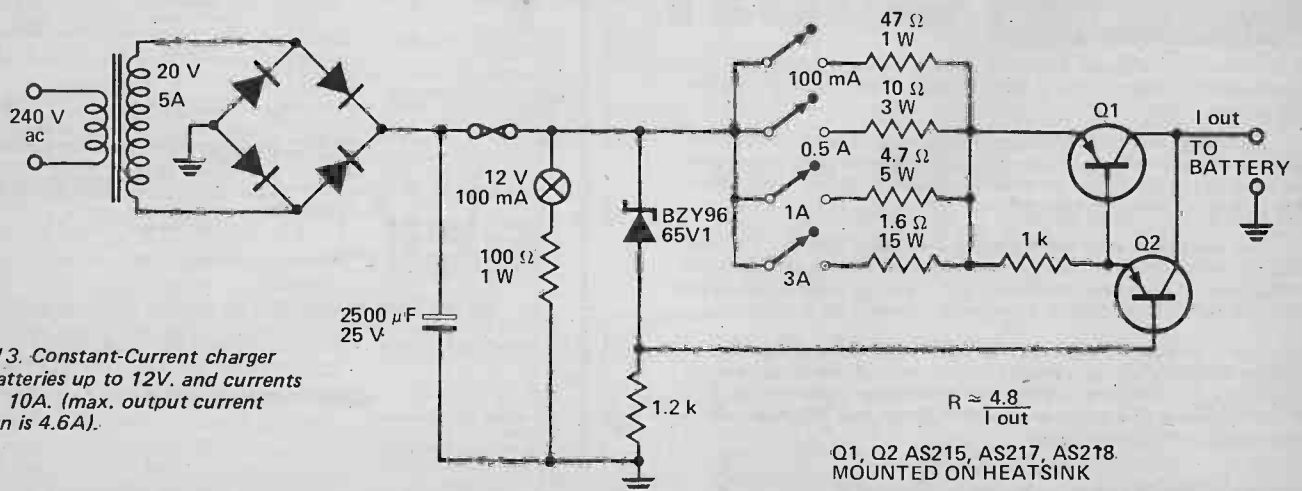 240 V
ac
20 V
5A
2500 µF
25 V
12 V
100 mA
100 Ω
1 W
BZY96
65V1
1.2 k
47 Ω
1 W
100 mA
10 Ω
3 W
0.5 A
4.7 Ω
5 W
1A
1.6 Ω
15 W
3A
1 k
Q1
Q2
I out
TO
BATTERY
R ≈ 4.8
I out
Q1, Q2 AS215, AS217, AS218.
MOUNTED ON HEATSINK
13. Constant-Current charger
atteries up to 12V. and currents
10A. (max. output current
n is 4.6A).